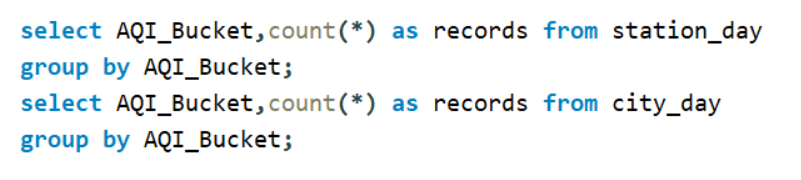 select AQI_Bucket,count(*) as records from station_day
group by AQI_Bucket;
select AQI_Bucket,count(*) as records from city_day
group by AQI_Bucket;